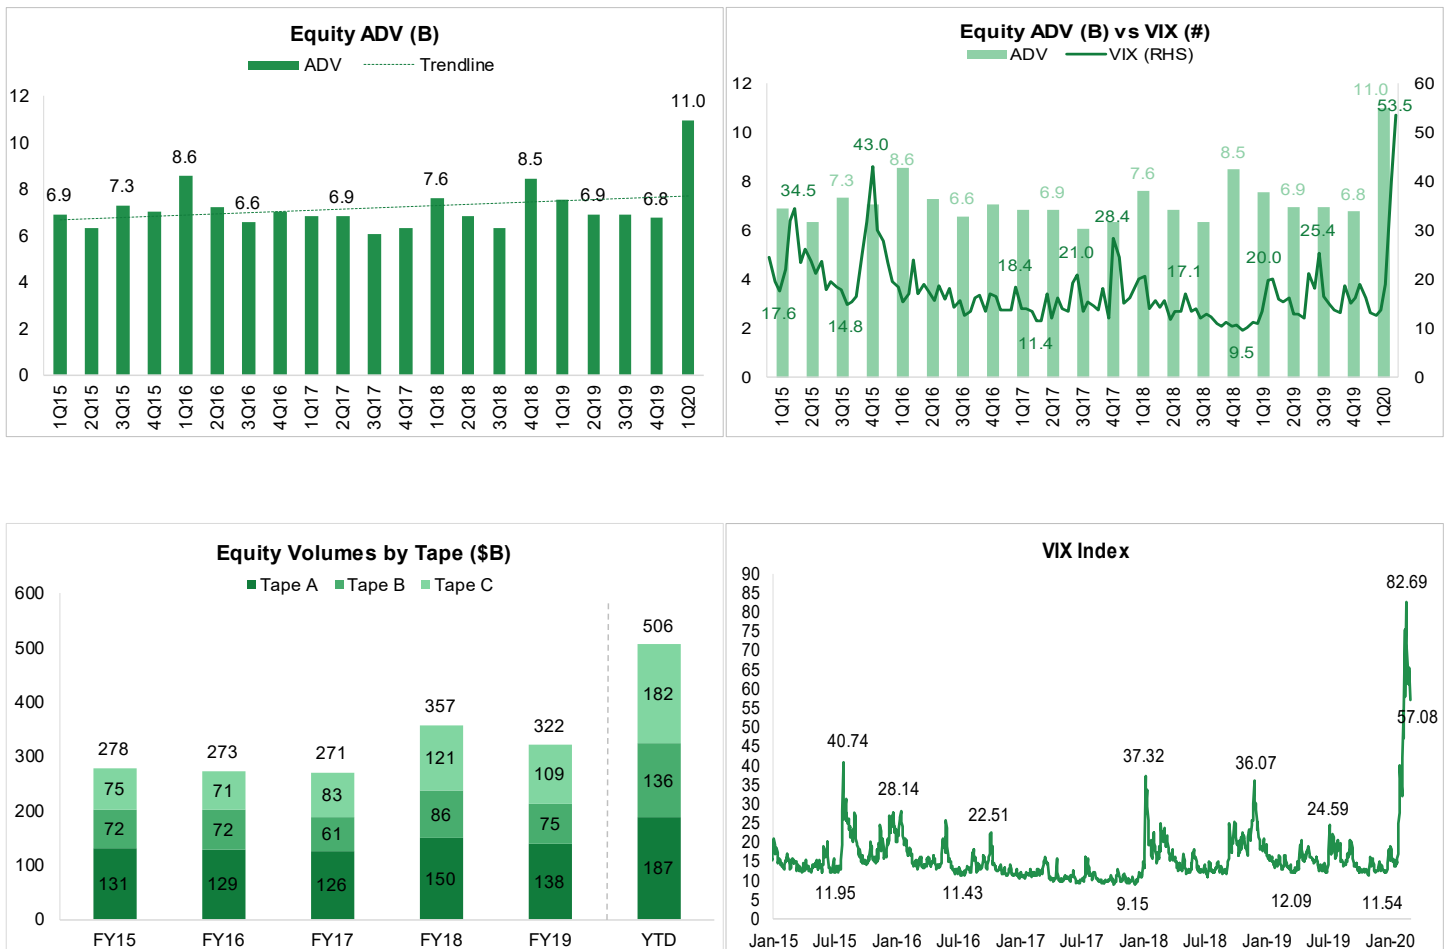 Equity ADV (B)
ADV Trendline
12
10
8
6
4
2
0
6.9 7.3 8.6 6.6 6.9 7.6 8.5 6.9 6.8 11.0
1Q15 2Q15 3Q15 4Q15 1Q16 2Q16 3Q16 4Q16 1Q17 2Q17 3Q17 4Q17 1Q18 2Q18 3Q18 4Q18 1Q19 2Q19 3Q19 4Q19 1Q20
Equity ADV (B) vs VIX (#)
ADV VIX (RHS)
12
10
8
6
4
2
0
60
50
40
30
20
10
0
7.3 8.6 6.6 6.9 7.6 8.5 6.9 6.8 11.0
17.6 34.5 14.8 43.0 18.4 11.4 21.0 28.4 17.1 9.5 20.0 25.4 53.5
1Q15 2Q15 3Q15 4Q15 1Q16 2Q16 3Q16 4Q16 1Q17 2Q17 3Q17 4Q17 1Q18 2Q18 3Q18 4Q18 1Q19 2Q19 3Q19 4Q19 1Q20
Equity Volumes by Tape ($B)
Tape A Tape B Tape C
600
500
400
300
200
100
0
278 273 271 357 322 506
75 71 83 121 109 182
72 72 61 86 75 136
131 129 126 150 138 187
FY15 FY16 FY17 FY18 FY19 YTD
VIX Index
90
85
80
75
70
65
60
55
50
45
40
35
30
25
20
15
10
5
0
82.69
57.08
40.74 37.32 36.07
28.14 22.51 24.59
11.95 11.43 9.15 12.09 11.54
Jan-15 Jul-15 Jan-16 Jul-16 Jan-17 Jul-17 Jan-18 Jul-18 Jan-19 Jul-19 Jan-20